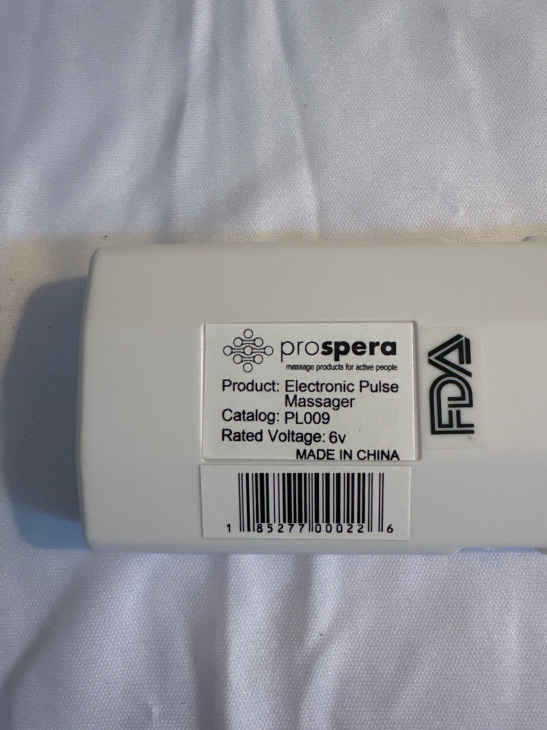 prospera
massage products for active people
Product: Electronic Pulse
Massager
Catalog: PL009
Rated Voltage: 6v
MADE IN CHINA
FDA
1 85277 00022 6